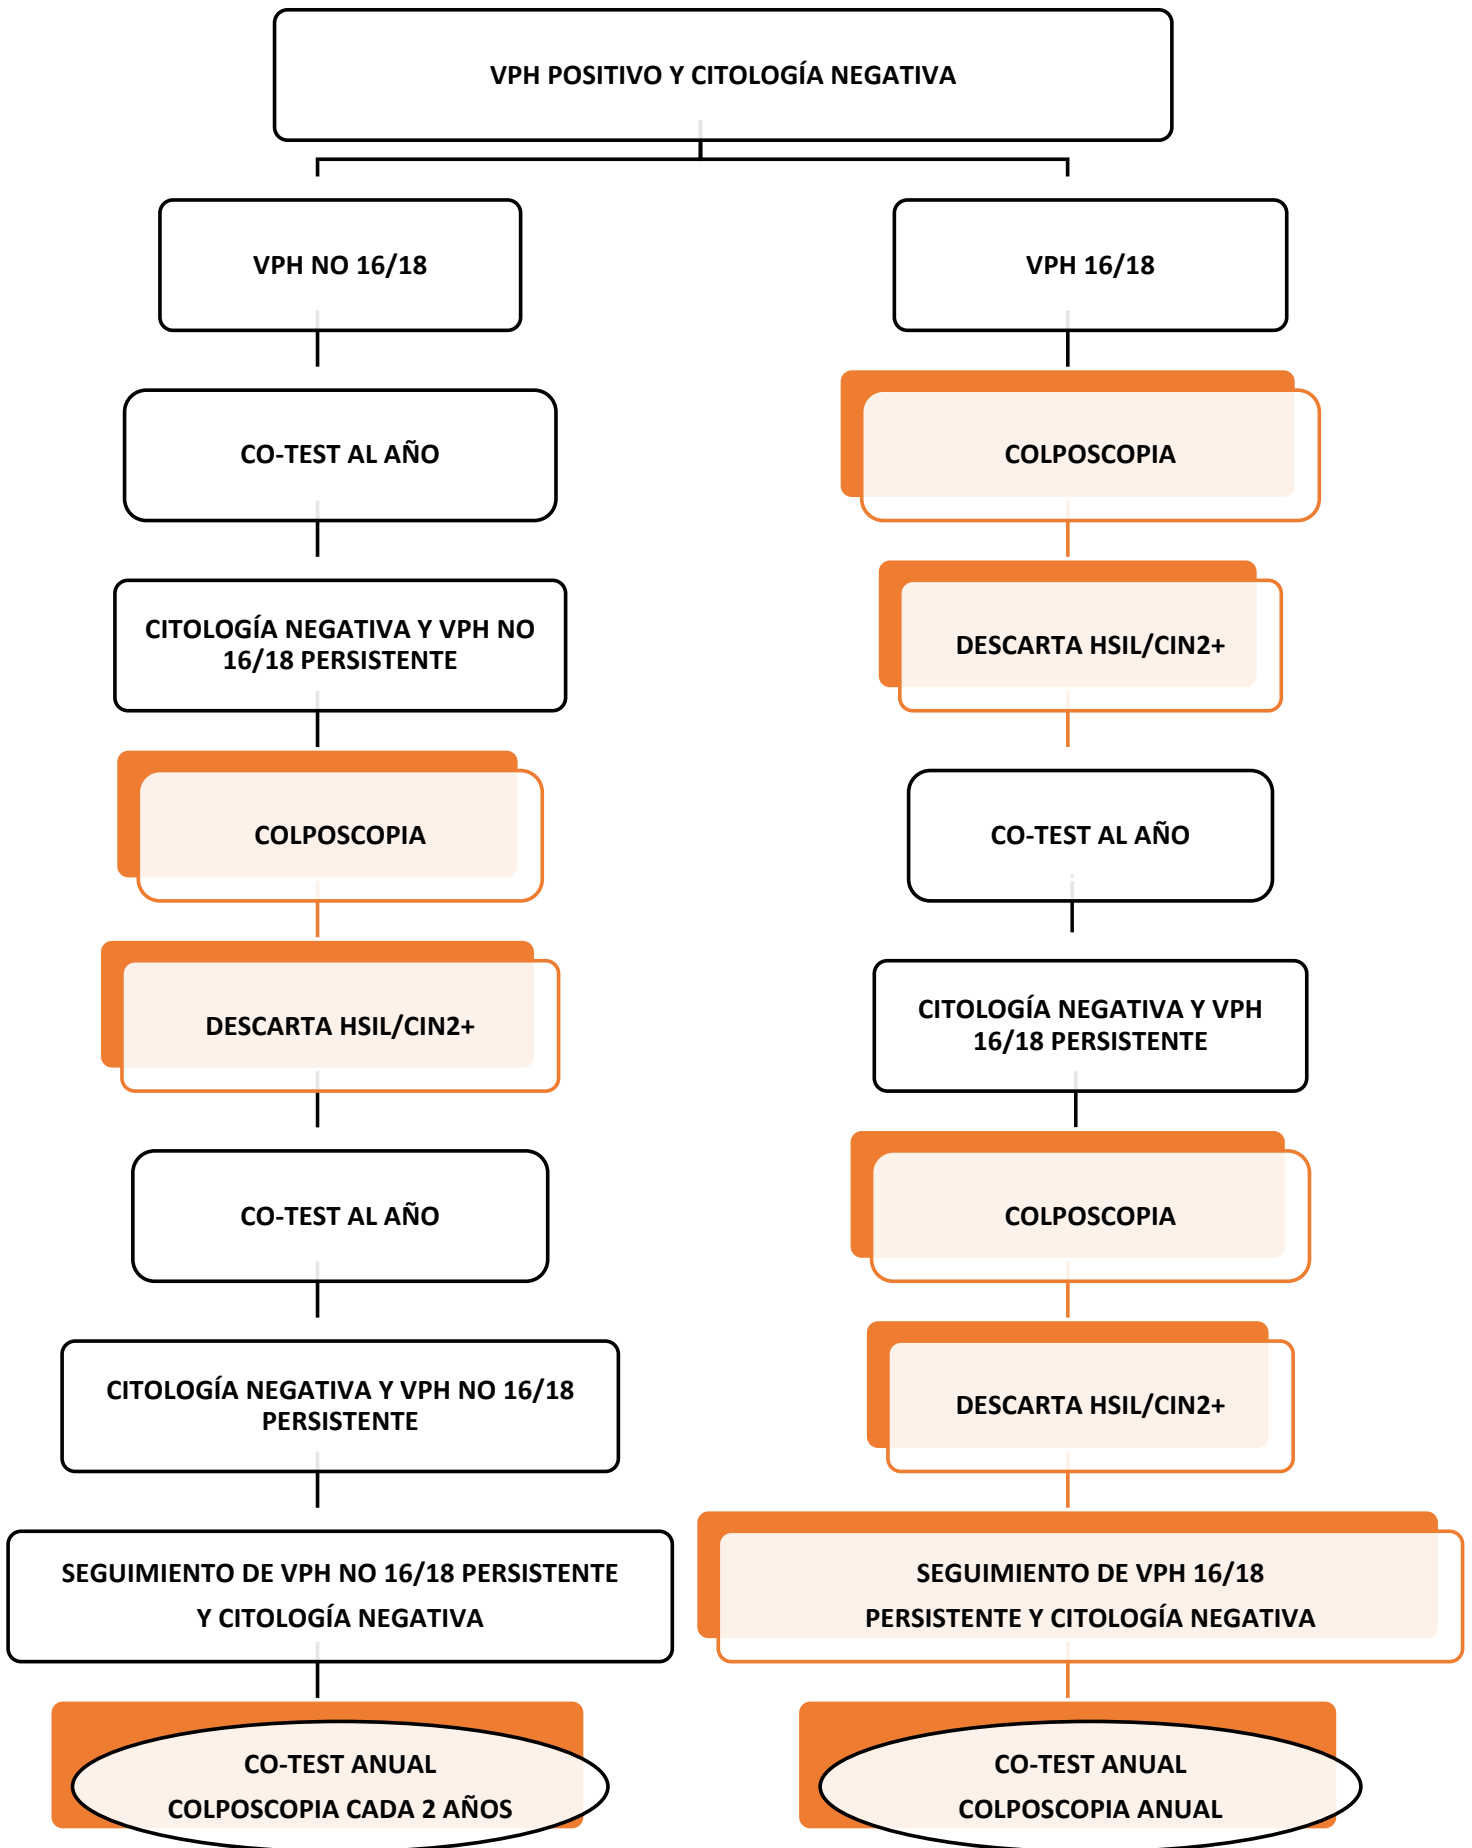 VPH POSITIVO Y CITOLOGÍA NEGATIVA
VPH NO 16/18
CO-TEST AL AÑO
CITOLOGÍA NEGATIVA Y VPH NO
16/18 PERSISTENTE
COLPOSCOPIA
DESCARTA HSIL/CIN2+
CO-TEST AL AÑO
CITOLOGÍA NEGATIVA Y VPH NO 16/18
PERSISTENTE
SEGUIMIENTO DE VPH NO 16/18 PERSISTENTE
Y CITOLOGÍA NEGATIVA
CO-TEST ANUAL
COLPOSCOPIA CADA 2 AÑOS
VPH 16/18
COLPOSCOPIA
DESCARTA HSIL/CIN2+
CO-TEST AL AÑO
CITOLOGÍA NEGATIVA Y VPH
16/18 PERSISTENTE
COLPOSCOPIA
DESCARTA HSIL/CIN2+
SEGUIMIENTO DE VPH 16/18
PERSISTENTE Y CITOLOGÍA NEGATIVA
CO-TEST ANUAL
COLPOSCOPIA ANUAL